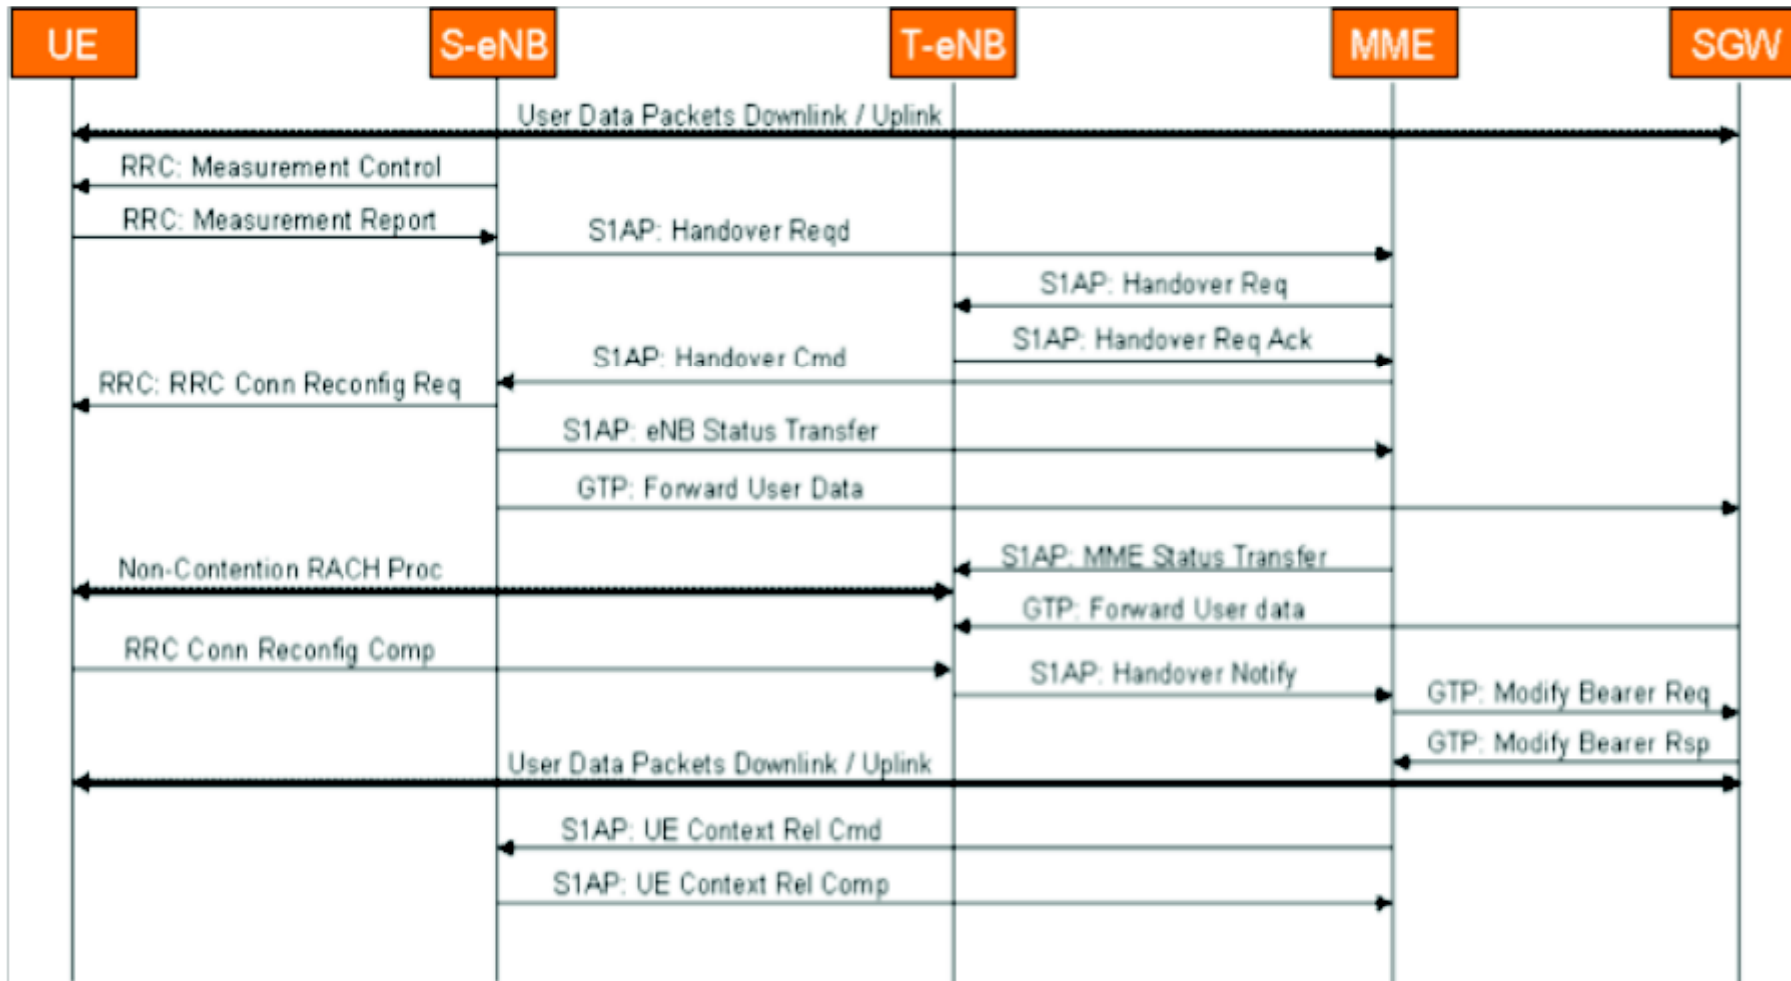 UE
S-eNB
T-eNB
MME
SGW
User Data Packets Downlink / Uplink
RRC: Measurement Control
RRC: Measurement Report
S1AP: Handover Reqd
S1AP: Handover Req
S1AP: Handover Req Ack
S1AP: Handover Cmd
RRC: RRC Conn Reconfig Req
S1AP: eNB Status Transfer
GTP: Forward User Data
S1AP: MME Status Transfer
Non-Contention RACH Proc
GTP: Forward User data
RRC Conn Reconfig Comp
S1AP: Handover Notify
GTP: Modify Bearer Req
GTP: Modify Bearer Rsp
User Data Packets Downlink / Uplink
S1AP: UE Context Rel Cmd
S1AP: UE Context Rel Comp